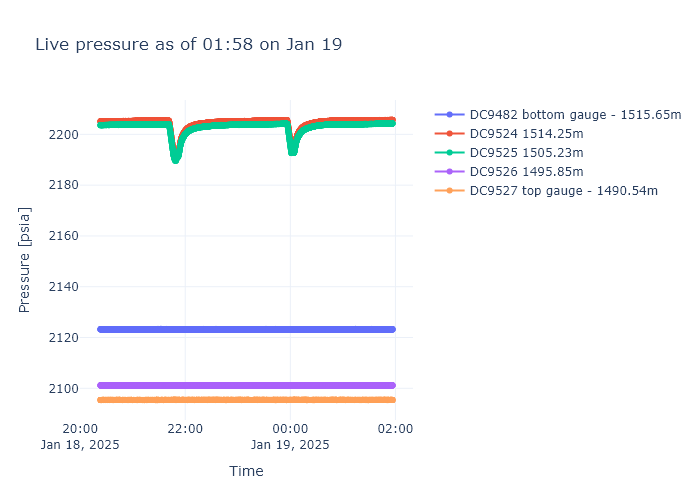 Live pressure as of 01:58 on Jan 19
DC9482 bottom gauge - 1515.65m
DC9524 1514.25m
DC9525 1505.23m
DC9526 1495.85m
DC9527 top gauge - 1490.54m
Pressure [psia]
2200
2180
2160
2140
2120
2100
20:00
Jan 18, 2025
22:00
00:00
Jan 19, 2025
02:00
Time